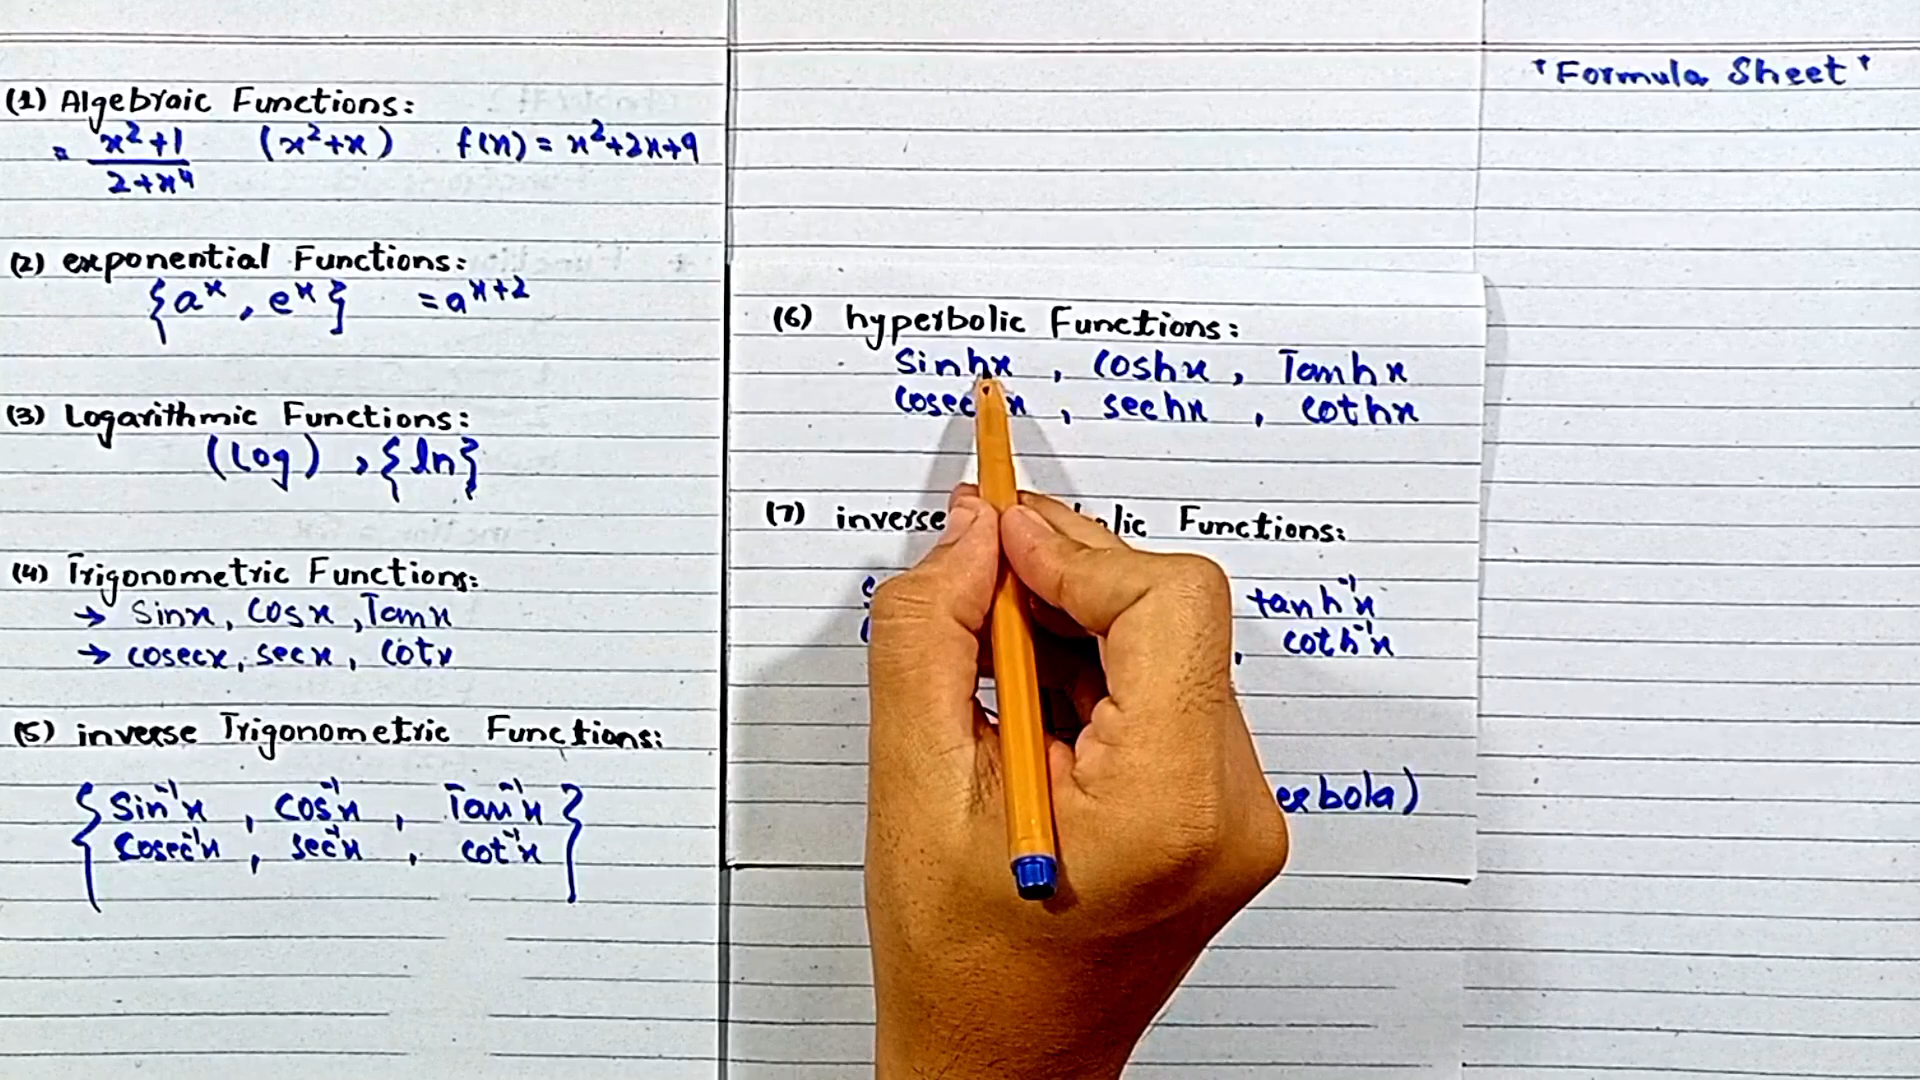 (1) Algebraic Functions:
= x²+1 / 2+x⁴ (x²+x) f(x) = x²+2x+9
(2) exponential Functions:
{aˣ, eˣ} = aˣ⁺²
(3) Logarithmic Functions:
(Log) , {ln}
(4) Trigonometric Functions:
→ Sinx, Cosx, Tanx
→ cosecx, secx, cotx
(5) inverse Trigonometric Functions:
{Sin⁻¹x , cos⁻¹x , Tan⁻¹x}
cosec⁻¹x , sec⁻¹x , cot⁻¹x
(6) hyperbolic Functions:
Sinhx , Coshx, Tanhx
sechx , cothx
(7) inverse Functions:
tanh⁻¹x
, coth⁻¹x
'Formula Sheet'